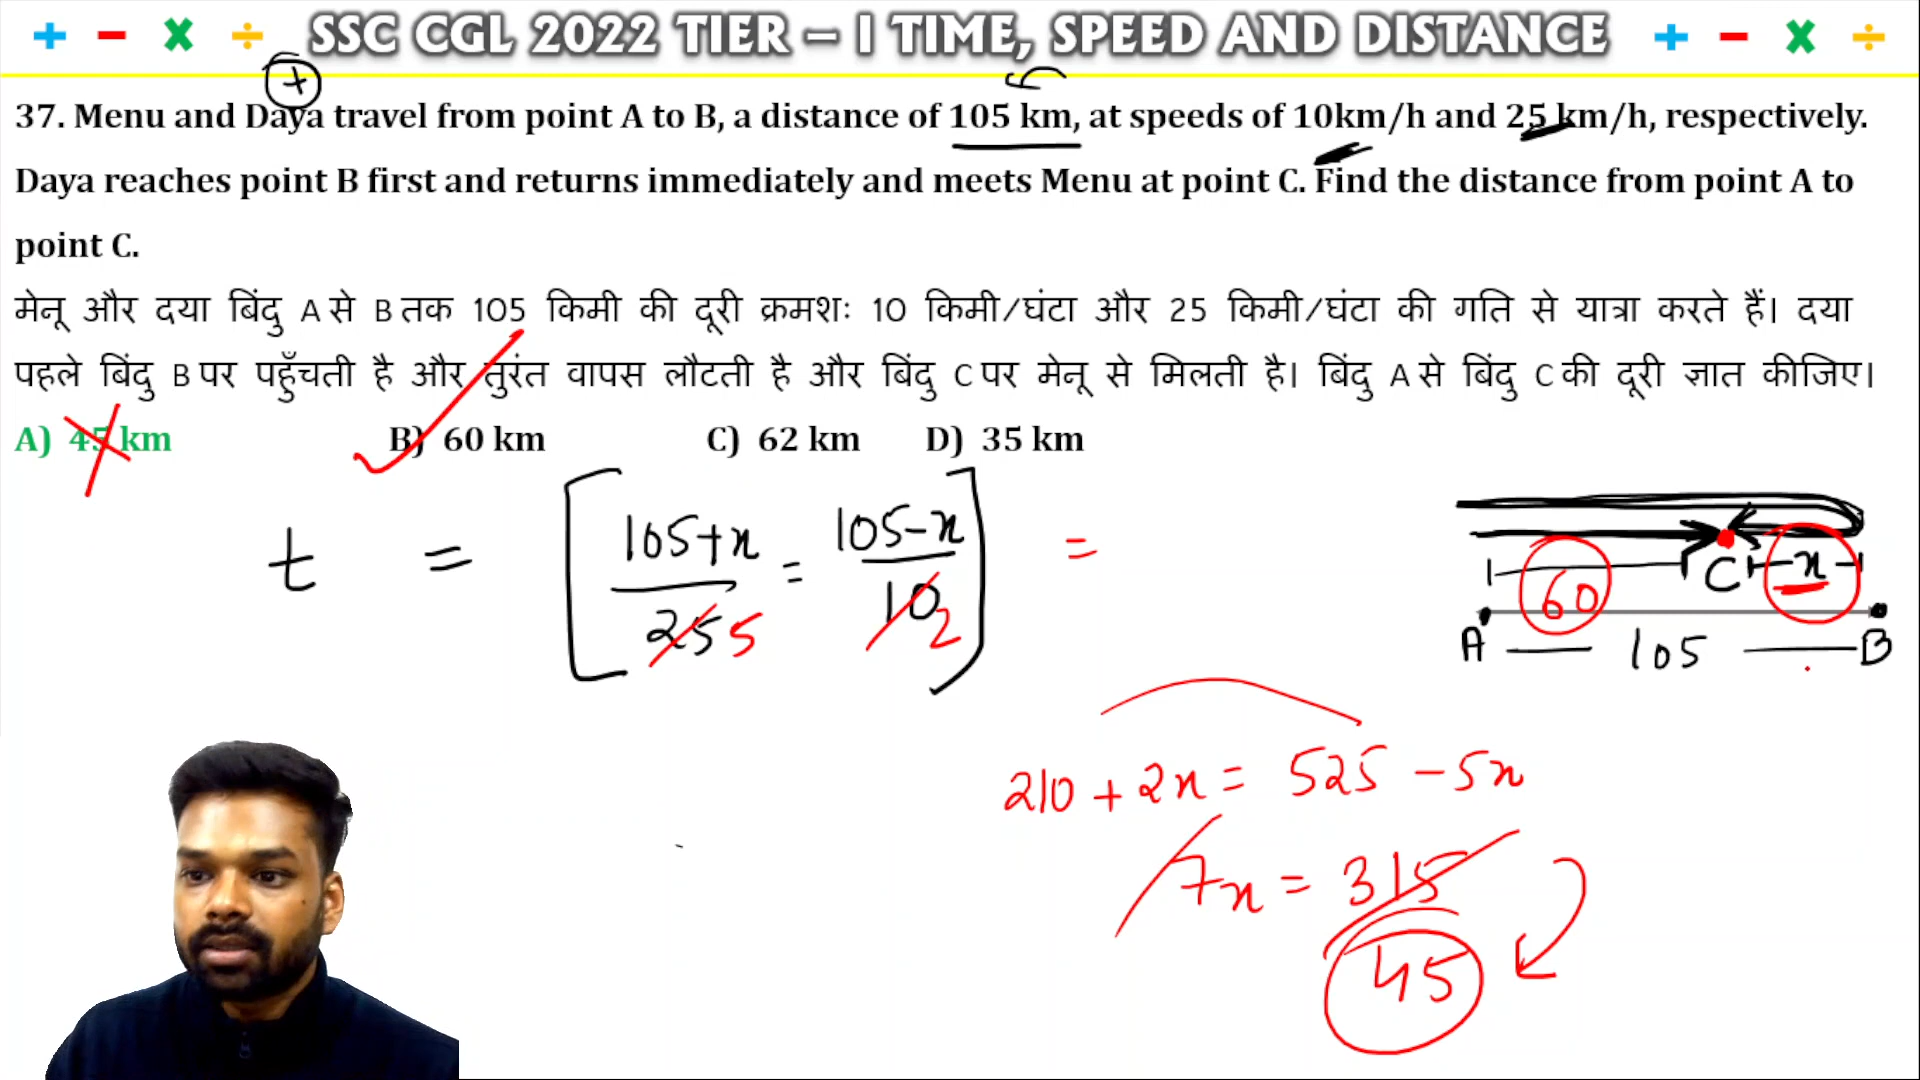 + - × ÷ SSC CGL 2022 TIER – I TIME, SPEED AND DISTANCE + - × ÷
+
37. Menu and Daya travel from point A to B, a distance of 105 km, at speeds of 10km/h and 25 km/h, respectively.
Daya reaches point B first and returns immediately and meets Menu at point C. Find the distance from point A to
point C.
मेनू और दया बिंदु A से B तक 105 किमी की दूरी क्रमशः 10 किमी/घंटा और 25 किमी/घंटा की गति से यात्रा करते हैं। दया
पहले बिंदु B पर पहुँचती है और तुरंत वापस लौटती है और बिंदु C पर मेनू से मिलती है। बिंदु A से बिंदु C की दूरी ज्ञात कीजिए।
A) 45 km B) 60 km C) 62 km D) 35 km
t = [ 105+x / 25 5 = 105-x / 10 2 ] =
60 C x
A 105 B
210 + 2x = 525 - 5x
7x = 315
45